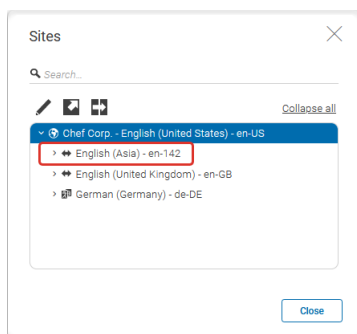 Sites
Search...
Collapse all
Chef Corp. - English (United States) - en-US
English (Asia) - en-142
English (United Kingdom) - en-GB
German (Germany) - de-DE
Close